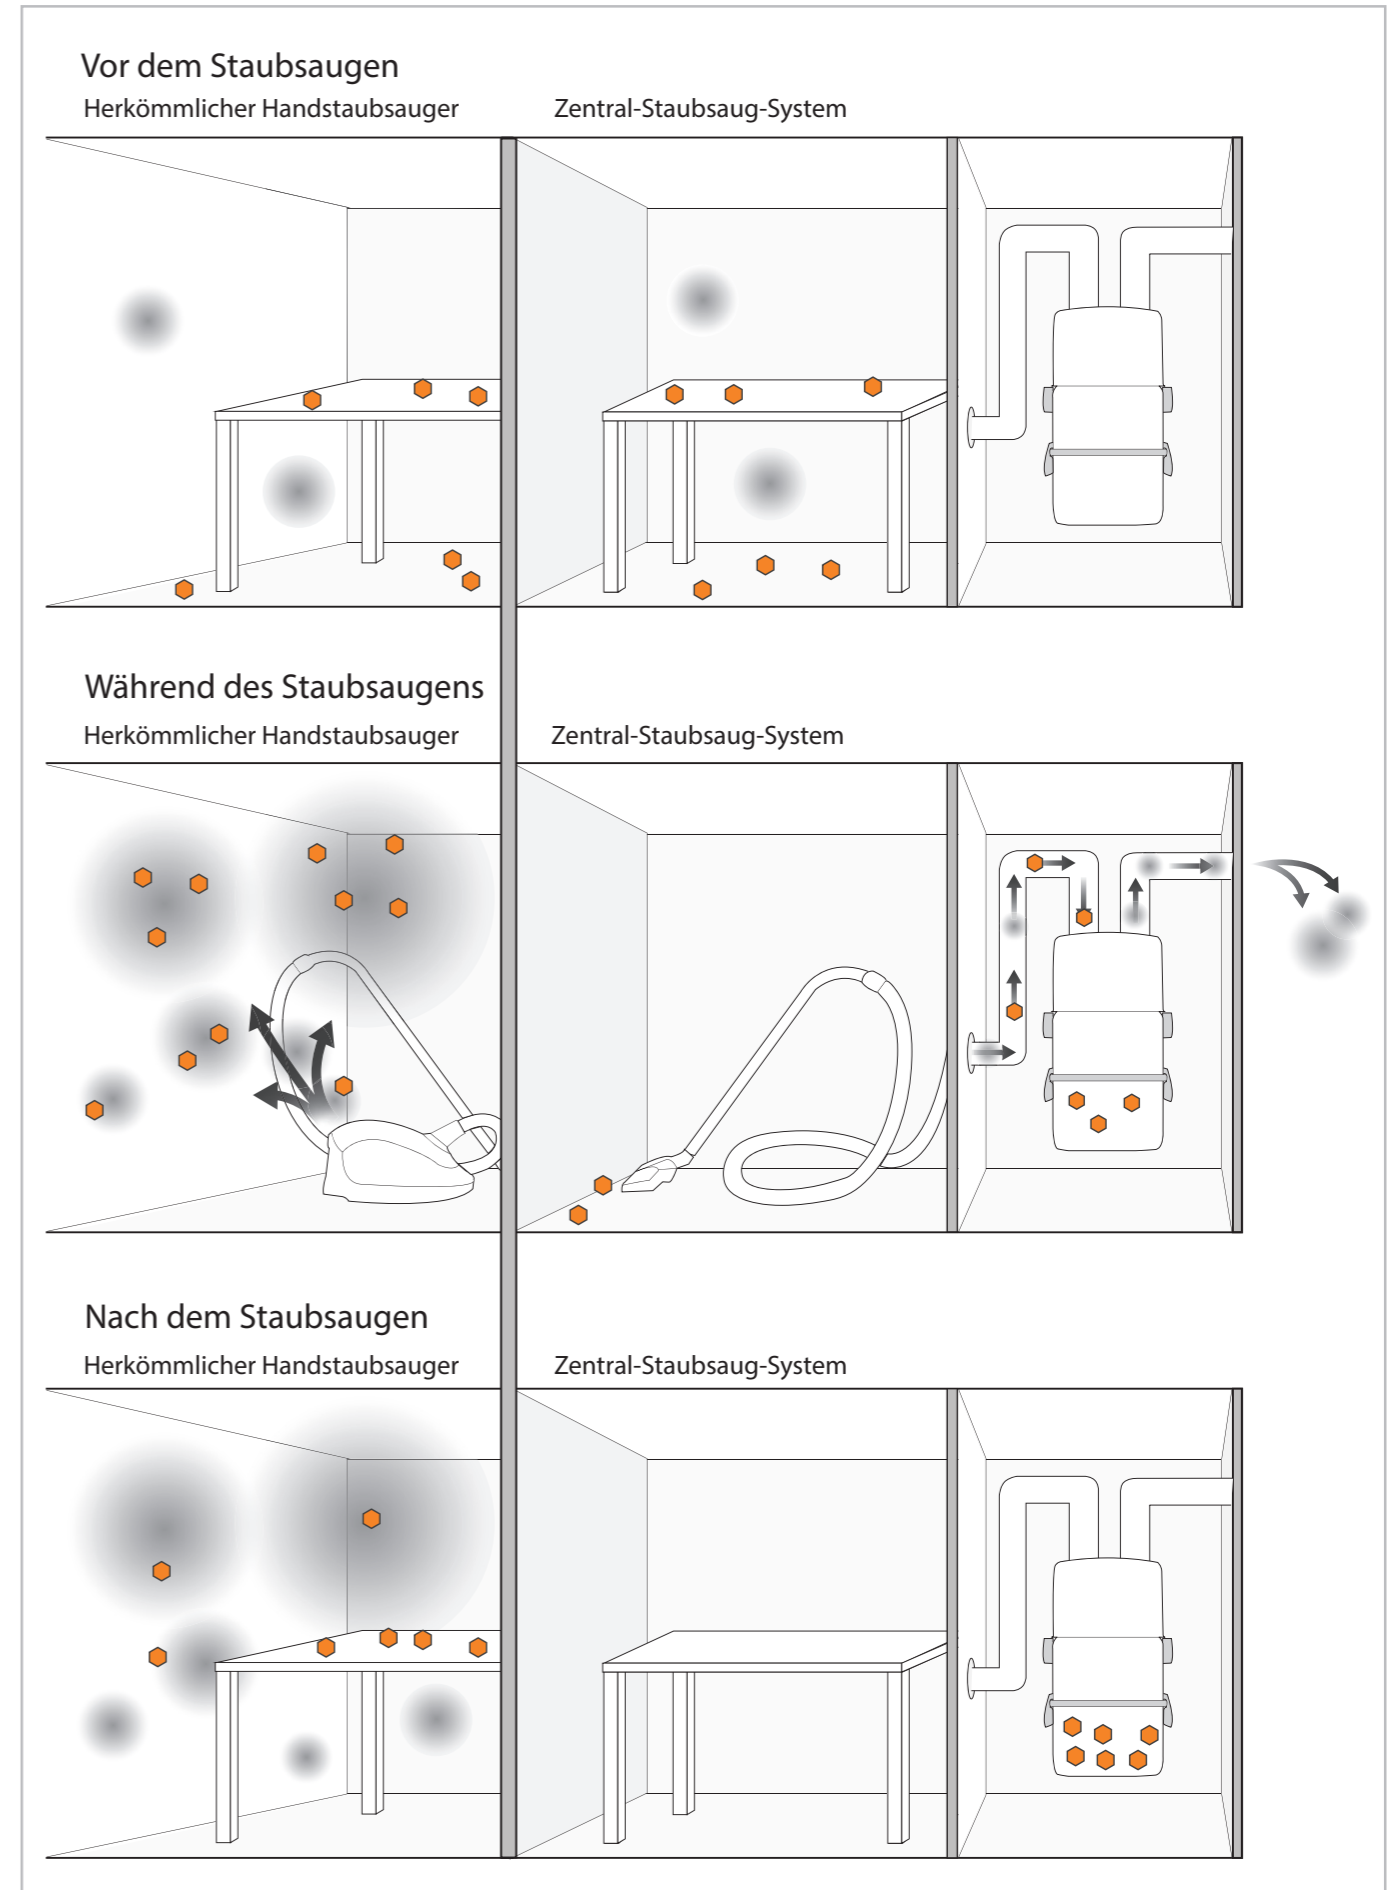 Vor dem Staubsaugen
Herkömmlicher Handstaubsauger
Zentral-Staubsaug-System
Während des Staubsaugens
Herkömmlicher Handstaubsauger
Zentral-Staubsaug-System
Nach dem Staubsaugen
Herkömmlicher Handstaubsauger
Zentral-Staubsaug-System